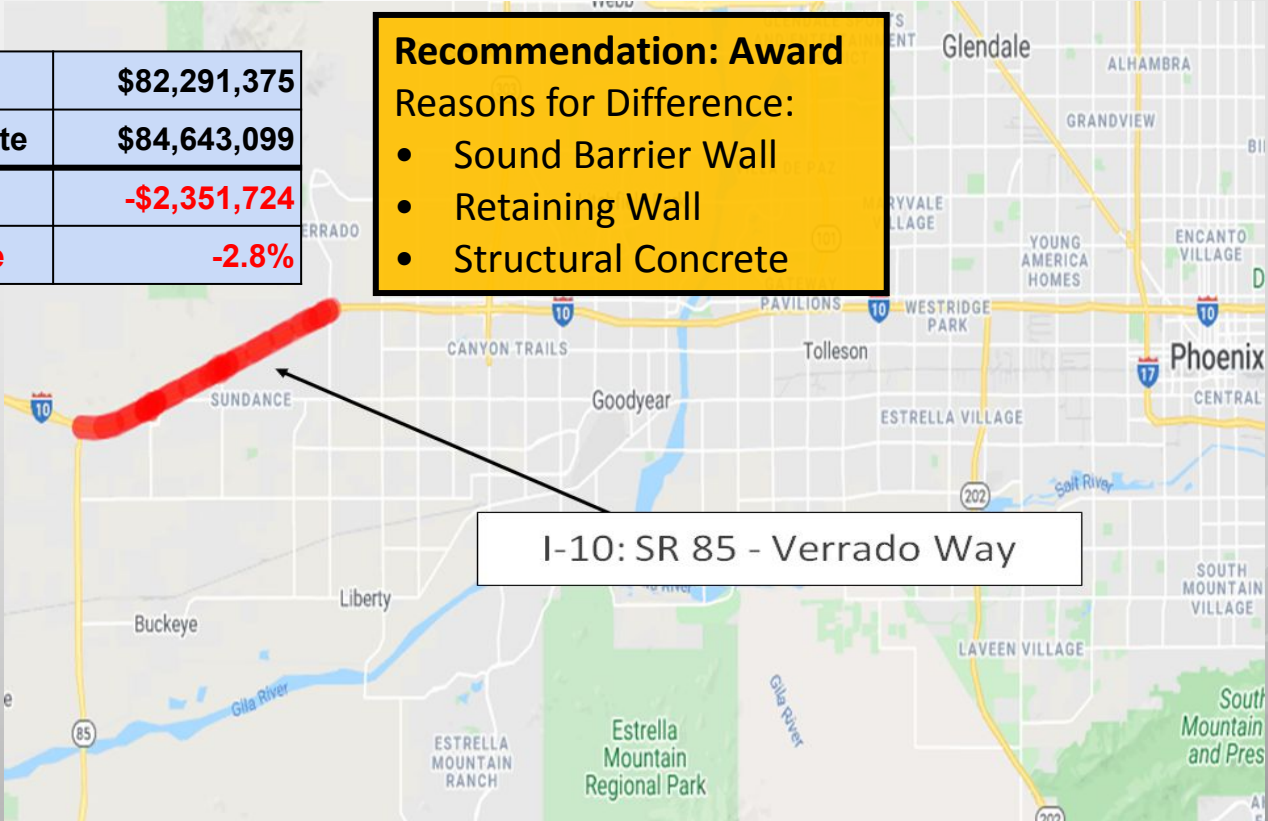 $82,291,375
te $84,643,099
-$2,351,724
e -2.8%
Recommendation: Award
Reasons for Difference:
• Sound Barrier Wall
• Retaining Wall
• Structural Concrete
Glendale
ALHAMBRA
GRANDVIEW
ERRADO
RYVALE
LLAGE
YOUNG
AMERICA
HOMES
ENCANTO
VILLAGE
D
PAVILIONS
10
10
WESTRIDGE
PARK
10
CANYON TRAILS
Tolleson
17
Phoenix
10
SUNDANCE
Goodyear
CENTRAL
ESTRELLA VILLAGE
202
Salt River
I-10: SR 85 - Verrado Way
SOUTH
MOUNTAIN
VILLAGE
Liberty
Buckeye
LAVEEN VILLAGE
e
Gila River
Gila River
85
ESTRELLA
MOUNTAIN
RANCH
Estrella
Mountain
Regional Park
South
Mountain
and Pres
202